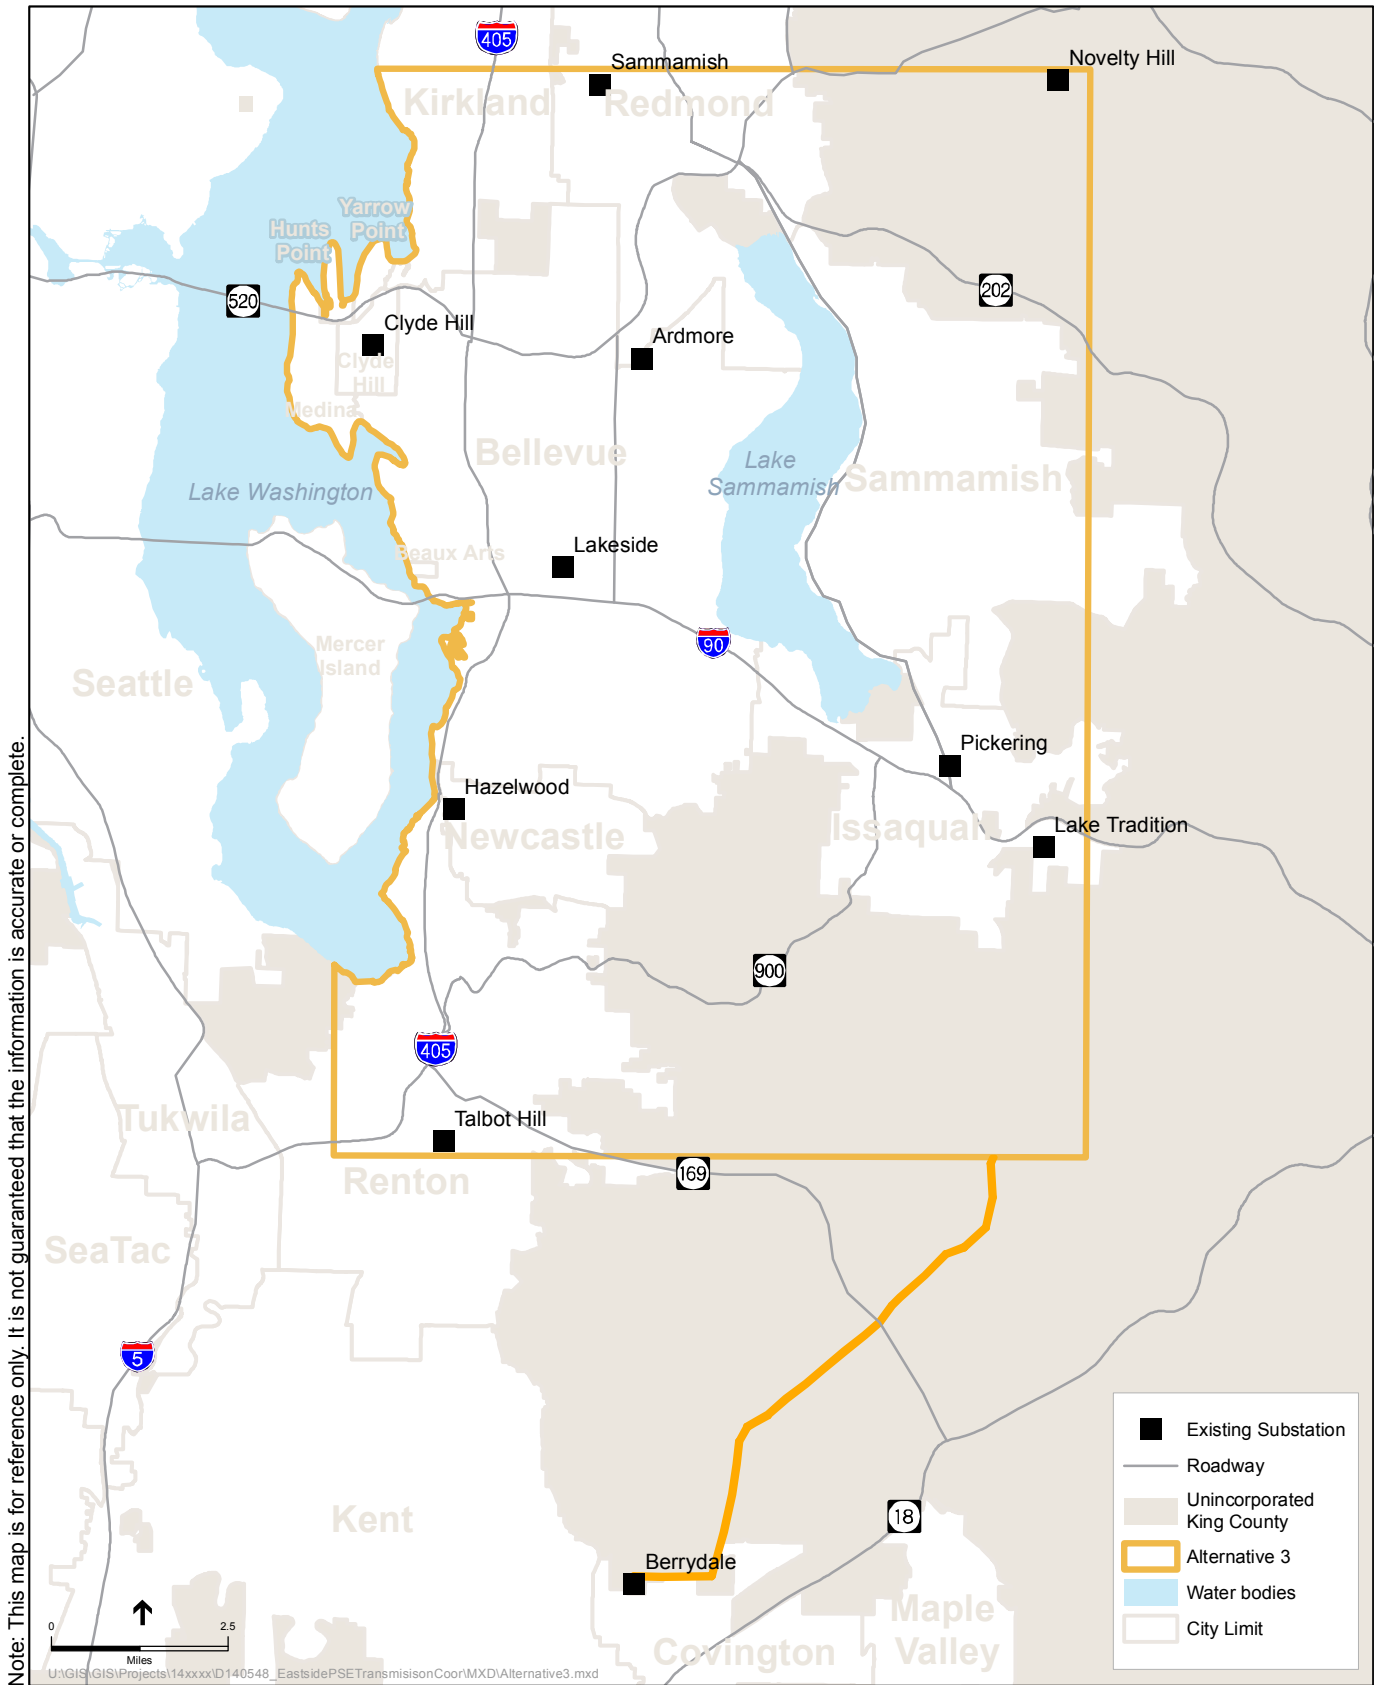 405
Sammamish
Novelty Hill
Kirkland
Redmond
Yarrow
Point
Hunts
Point
520
202
Clyde Hill
Ardmore
Clyde
Hill
Medina
Bellevue
Lake
Sammamish
Sammamish
Lake Washington
Lakeside
Beaux Arts
90
Mercer
Island
Seattle
Pickering
Hazelwood
Newcastle
Issaquah
Lake Tradition
900
405
Talbot Hill
Tukwila
169
Renton
SeaTac
5
Kent
18
Berrydale
Maple
Valley
Covington
Existing Substation
Roadway
Unincorporated
King County
Alternative 3
Water bodies
City Limit
0 2.5
Miles
U:\GIS\GIS\Projects\14xxxx\D140548_EastsidePSETransmisisonCoor\MXD\Alternative3.mxd
Note: This map is for reference only. It is not guaranteed that the information is accurate or complete.